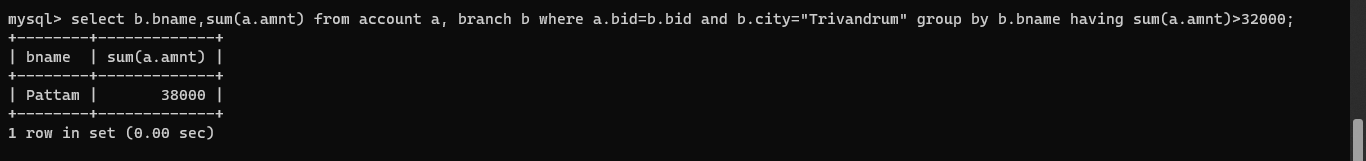 mysql> select b.bname,sum(a.amnt) from account a, branch b where a.bid=b.bid and b.city="Trivandrum" group by b.bname having sum(a.amnt)>32000;
+--------+-------------+
| bname  | sum(a.amnt) |
+--------+-------------+
| Pattam |       38000 |
+--------+-------------+
1 row in set (0.00 sec)